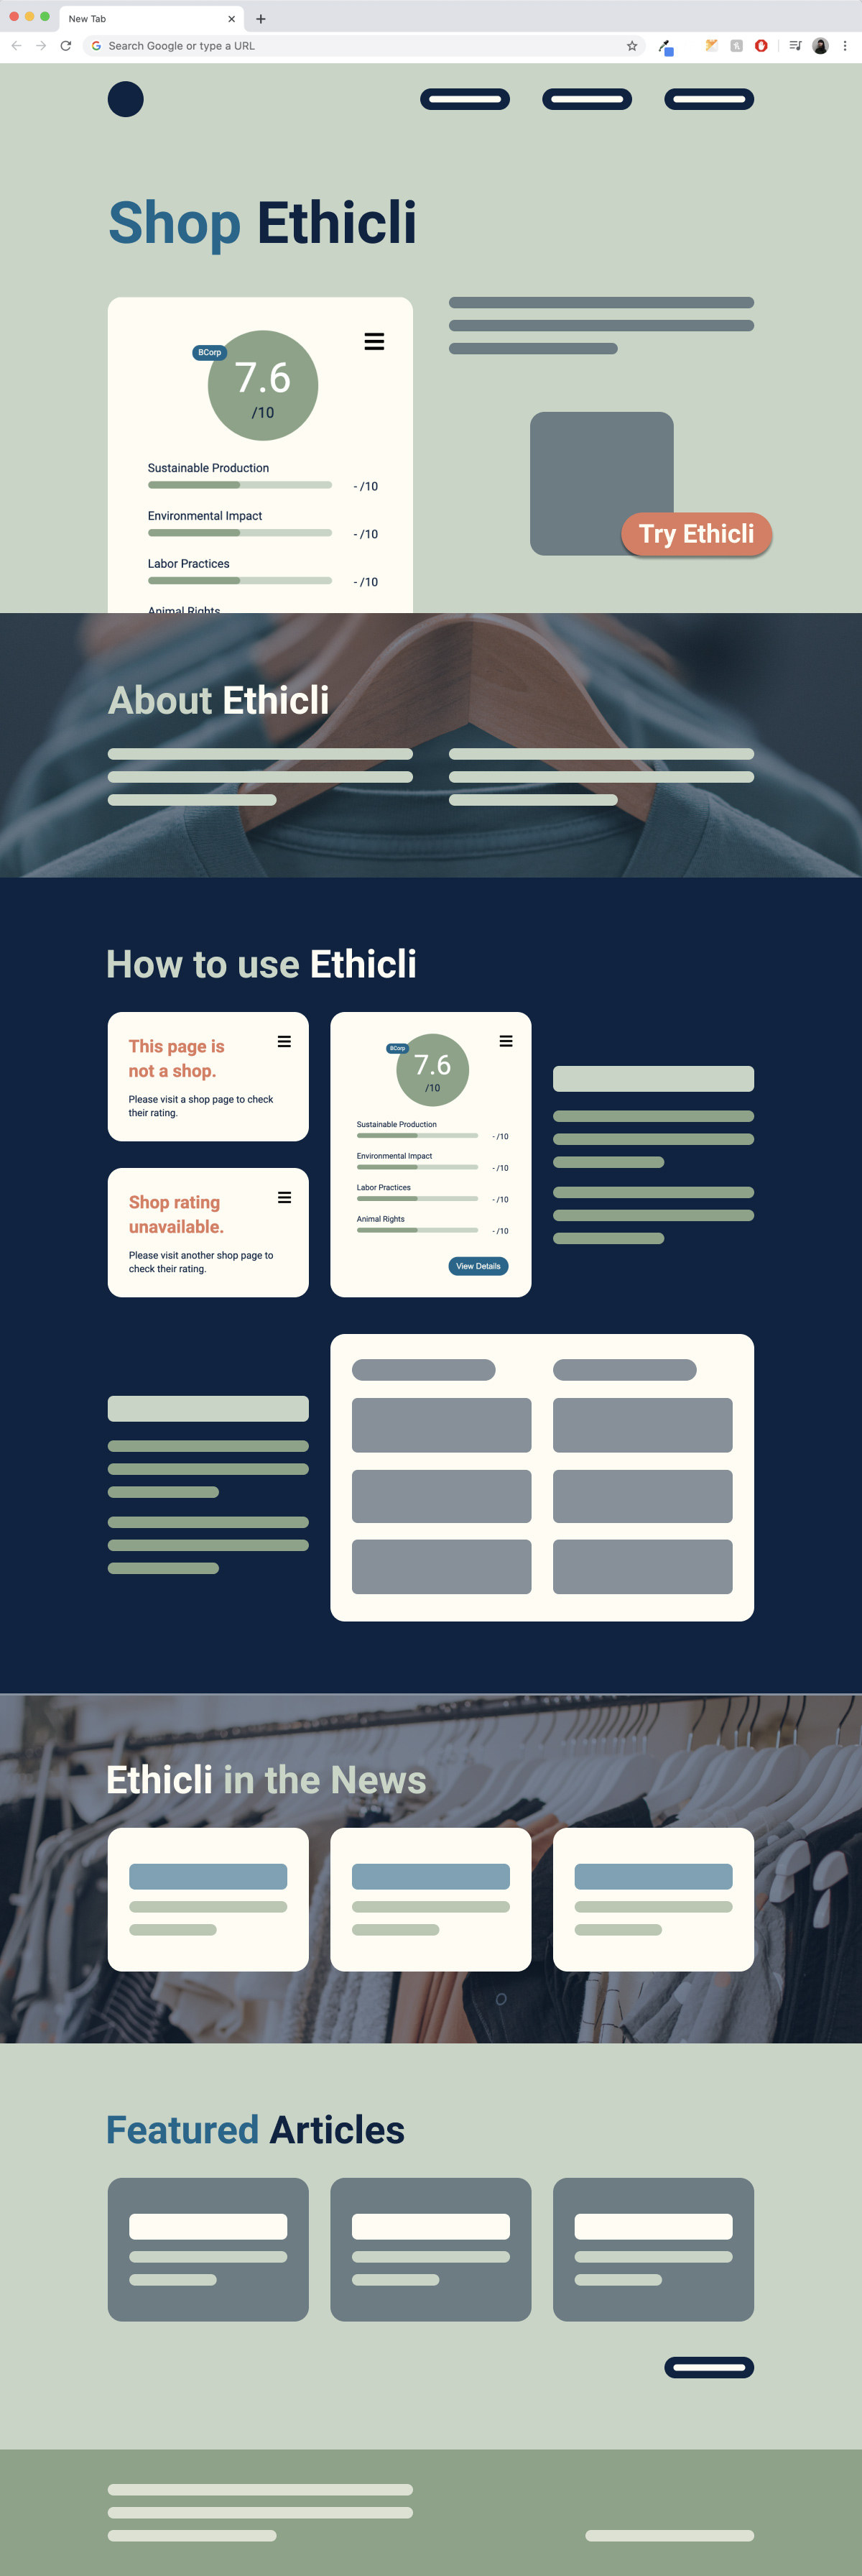 New Tab
Search Google or type a URL
Shop Ethicli
BCorp
7.6
/10
Sustainable Production
- /10
Environmental Impact
- /10
Labor Practices
- /10
Animal Rights
Try Ethicli
About Ethicli
How to use Ethicli
This page is
not a shop.
Please visit a shop page to check
their rating.
Shop rating
unavailable.
Please visit another shop page to
check their rating.
BCorp
7.6
/10
Sustainable Production
- /10
Environmental Impact
- /10
Labor Practices
- /10
Animal Rights
- /10
View Details
Ethicli in the News
Featured Articles